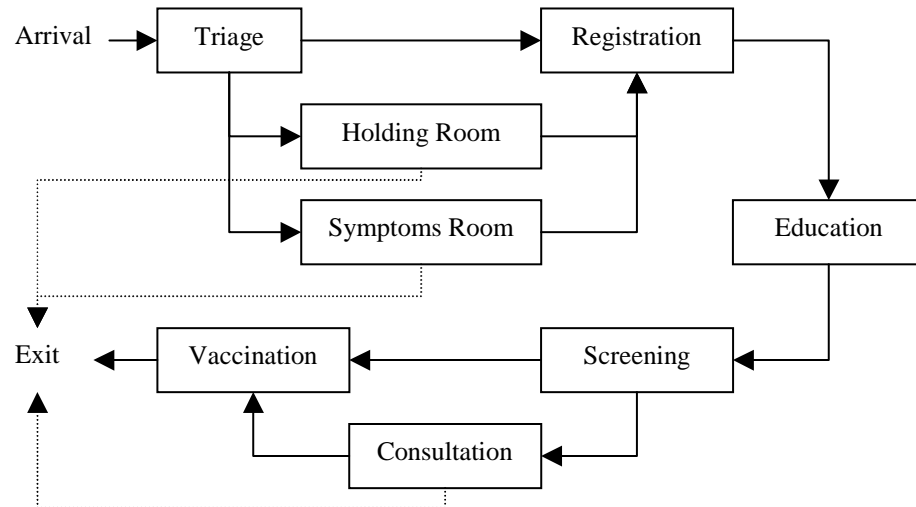 Arrival
Triage
Registration
Holding Room
Symptoms Room
Education
Exit
Vaccination
Screening
Consultation